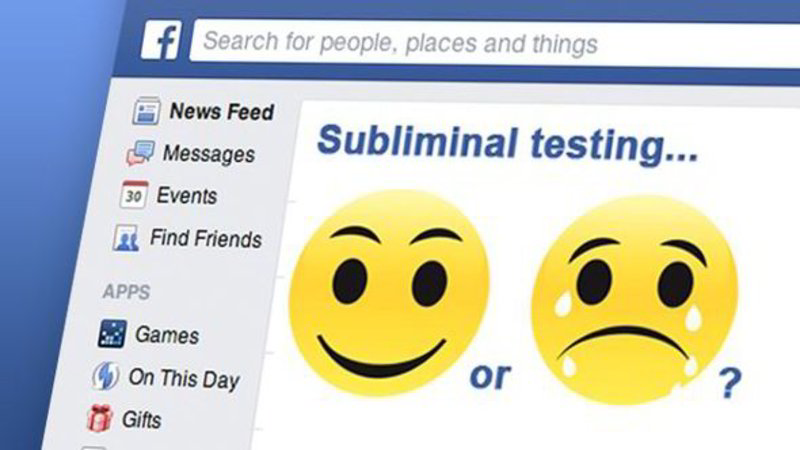 f
Search for people, places and things
News Feed
Messages
30
Events
Find Friends
APPS
Games
On This Day
Gifts
Subliminal testing...
or
?